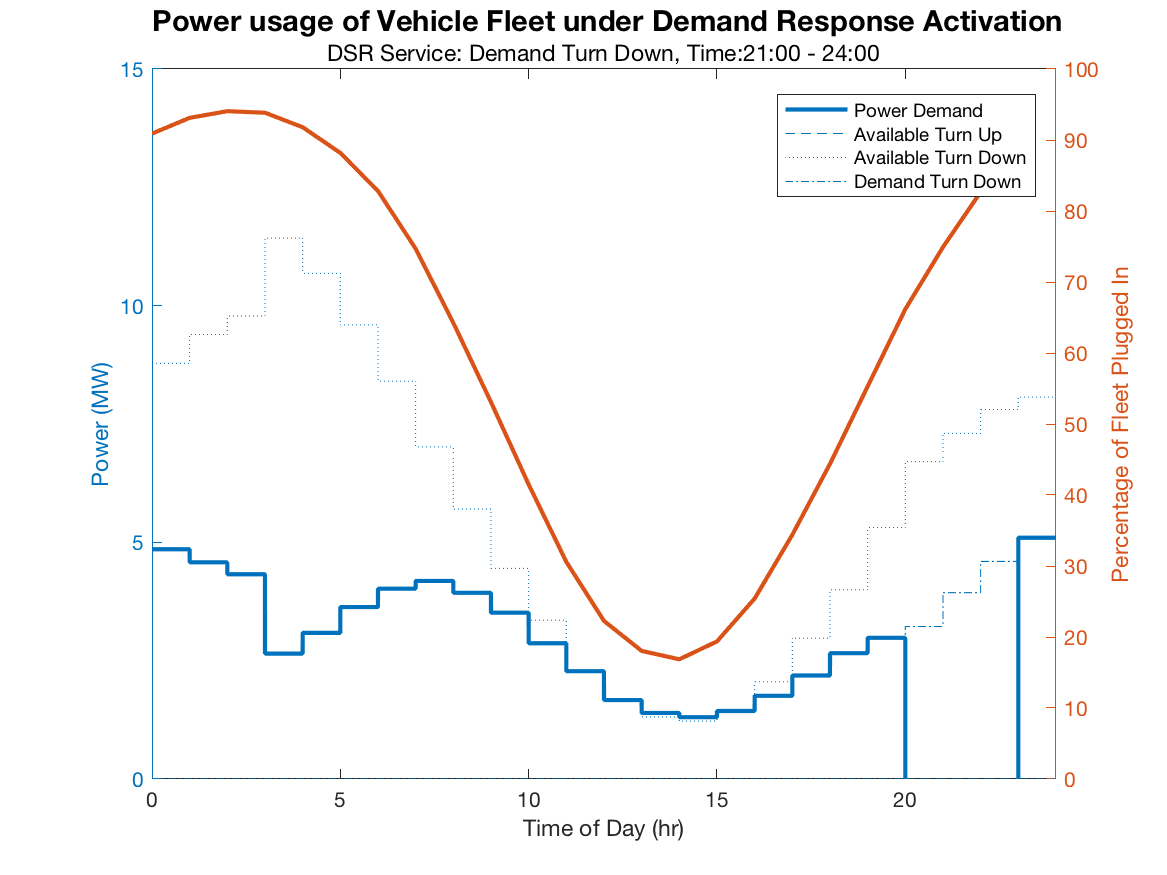 Power usage of Vehicle Fleet under Demand Response Activation
DSR Service: Demand Turn Down, Time:21:00 - 24:00
15
10
5
0
Power (MW)
Power Demand
Available Turn Up
Available Turn Down
Demand Turn Down
100
90
80
70
60
50
40
30
20
10
0
Percentage of Fleet Plugged In
0
5
10
15
20
Time of Day (hr)